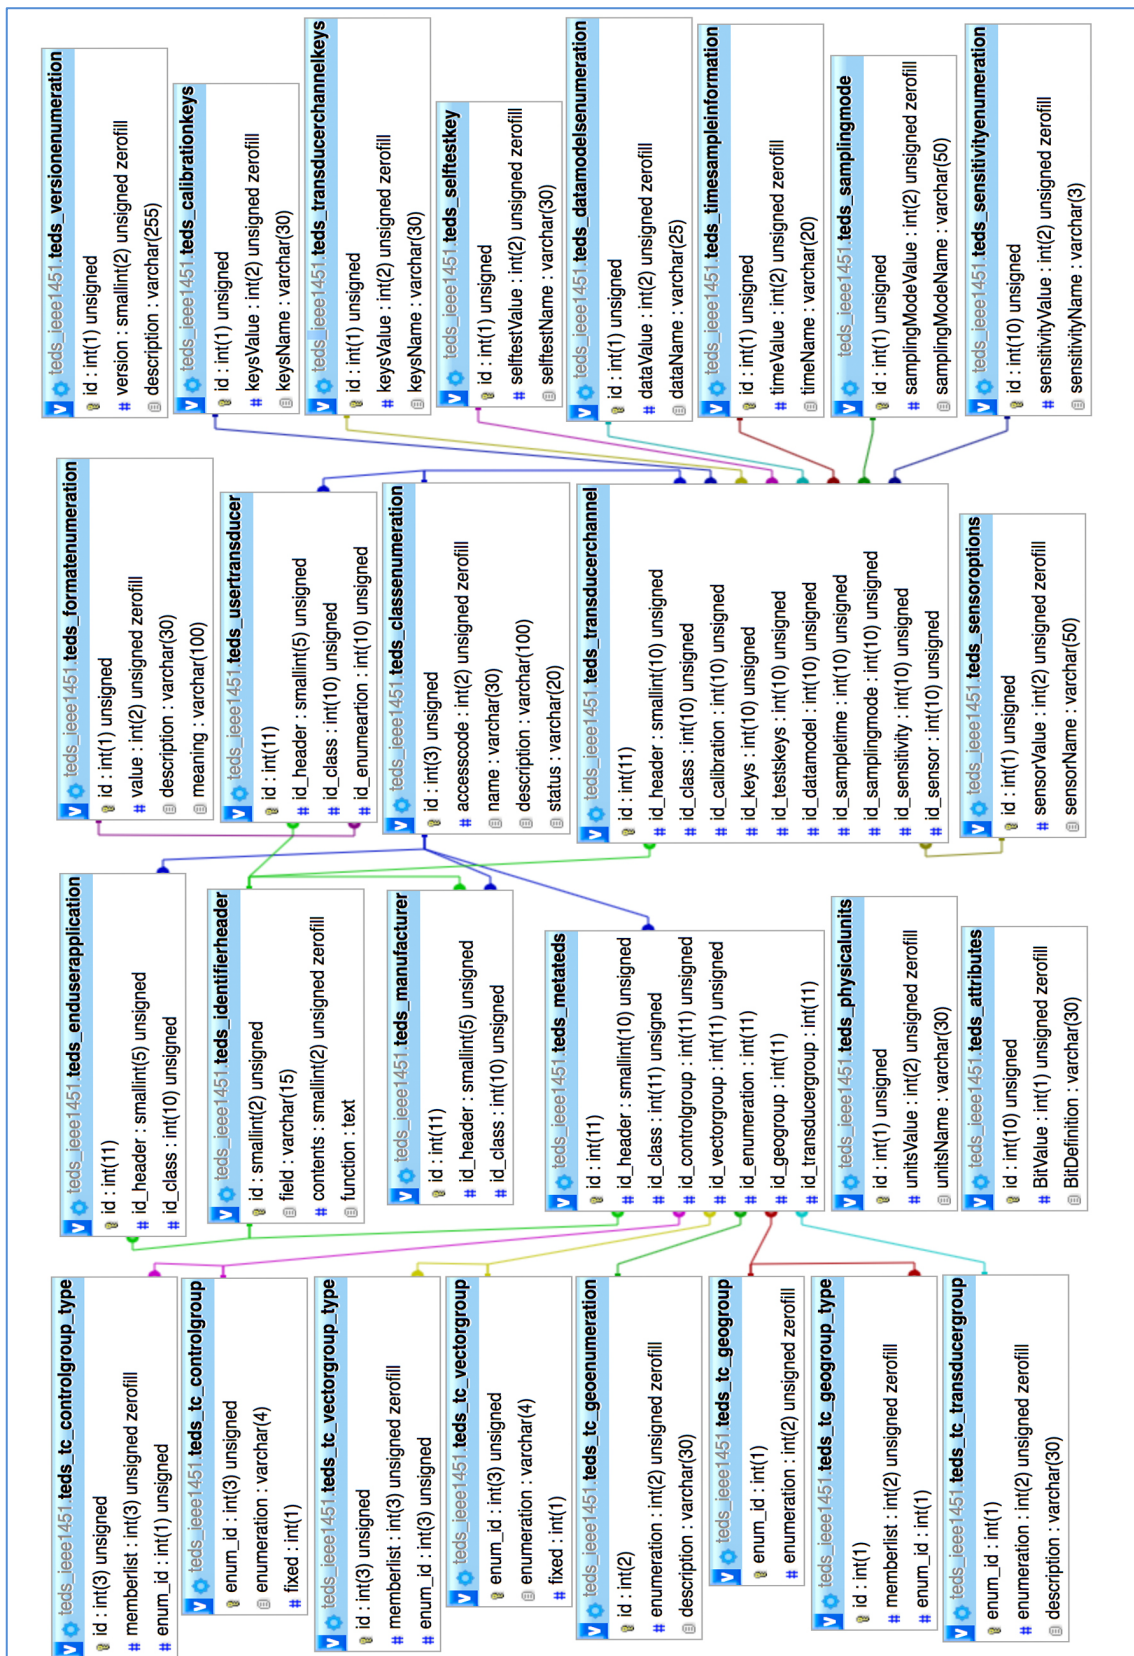 teds_ieee1451.teds_tc_controlgroup_type
id : int(3) unsigned
memberlist : int(3) unsigned zerofill
enum_id : int(1) unsigned
teds_ieee1451.teds_tc_controlgroup
enum_id : int(3) unsigned
enumeration : varchar(4)
fixed : int(1)
teds_ieee1451.teds_tc_vectorgroup_type
id : int(3) unsigned
memberlist : int(3) unsigned zerofill
enum_id : int(3) unsigned
teds_ieee1451.teds_tc_vectorgroup
enum_id : int(3) unsigned
enumeration : varchar(4)
fixed : int(1)
teds_ieee1451.teds_tc_geoenumeration
id : int(2)
enumeration : int(2) unsigned zerofill
description : varchar(30)
teds_ieee1451.teds_tc_geogroup
enum_id : int(1)
enumeration : int(2) unsigned zerofill
teds_ieee1451.teds_tc_geogroup_type
id : int(1)
memberlist : int(2) unsigned zerofill
enum_id : int(1)
teds_ieee1451.teds_tc_transducergroup
enum_id : int(1)
enumeration : int(2) unsigned zerofill
description : varchar(30)
teds_ieee1451.teds_enduserapplication
id : int(11)
id_header : smallint(5) unsigned
id_class : int(10) unsigned
teds_ieee1451.teds_identifierheader
id : smallint(2) unsigned
field : varchar(15)
contents : smallint(2) unsigned zerofill
function : text
teds_ieee1451.teds_manufacturer
id : int(11)
id_header : smallint(5) unsigned
id_class : int(10) unsigned
teds_ieee1451.teds_metateds
id : int(11)
id_header : smallint(10) unsigned
id_class : int(11) unsigned
id_controlgroup : int(11) unsigned
id_vectorgroup : int(11) unsigned
id_enumeration : int(11)
id_geogroup : int(11)
id_transducergroup : int(11)
teds_ieee1451.teds_physicalunits
id : int(1) unsigned
unitsValue : int(2) unsigned zerofill
unitsName : varchar(30)
teds_ieee1451.teds_attributes
id : int(10) unsigned
BitValue : int(1) unsigned zerofill
BitDefinition : varchar(30)
teds_ieee1451.teds_formatenumeration
id : int(1) unsigned
value : int(2) unsigned zerofill
description : varchar(30)
meaning : varchar(100)
teds_ieee1451.teds_usertransducer
id : int(11)
id_header : smallint(5) unsigned
id_class : int(10) unsigned
id_enumeartion : int(10) unsigned
teds_ieee1451.teds_classenumeration
id : int(3) unsigned
accesscode : int(2) unsigned zerofill
name : varchar(30)
description : varchar(100)
status : varchar(20)
teds_ieee1451.teds_transducerchannel
id : int(11)
id_header : smallint(10) unsigned
id_class : int(10) unsigned
id_calibration : int(10) unsigned
id_keys : int(10) unsigned
id_testskeys : int(10) unsigned
id_datamodel : int(10) unsigned
id_sampletime : int(10) unsigned
id_samplingmode : int(10) unsigned
id_sensitivity : int(10) unsigned
id_sensor : int(10) unsigned
teds_ieee1451.teds_sensoroptions
id : int(1) unsigned
sensorValue : int(2) unsigned zerofill
sensorName : varchar(50)
teds_ieee1451.teds_versionenumeration
id : int(1) unsigned
version : smallint(2) unsigned zerofill
description : varchar(255)
teds_ieee1451.teds_calibrationkeys
id : int(1) unsigned
keysValue : int(2) unsigned zerofill
keysName : varchar(30)
teds_ieee1451.teds_transducerchannelkeys
id : int(1) unsigned
keysValue : int(2) unsigned zerofill
keysName : varchar(30)
teds_ieee1451.teds_selftestkey
id : int(1) unsigned
selftestValue : int(2) unsigned zerofill
selftestName : varchar(30)
teds_ieee1451.teds_datamodelsenumeration
id : int(1) unsigned
dataValue : int(2) unsigned zerofill
dataName : varchar(25)
teds_ieee1451.teds_timesampleinformation
id : int(1) unsigned
timeValue : int(2) unsigned zerofill
timeName : varchar(20)
teds_ieee1451.teds_samplingmode
id : int(1) unsigned
samplingModeValue : int(2) unsigned zerofill
samplingModeName : varchar(50)
teds_ieee1451.teds_sensitivityenumeration
id : int(10) unsigned
sensitivityValue : int(2) unsigned zerofill
sensitivityName : varchar(3)